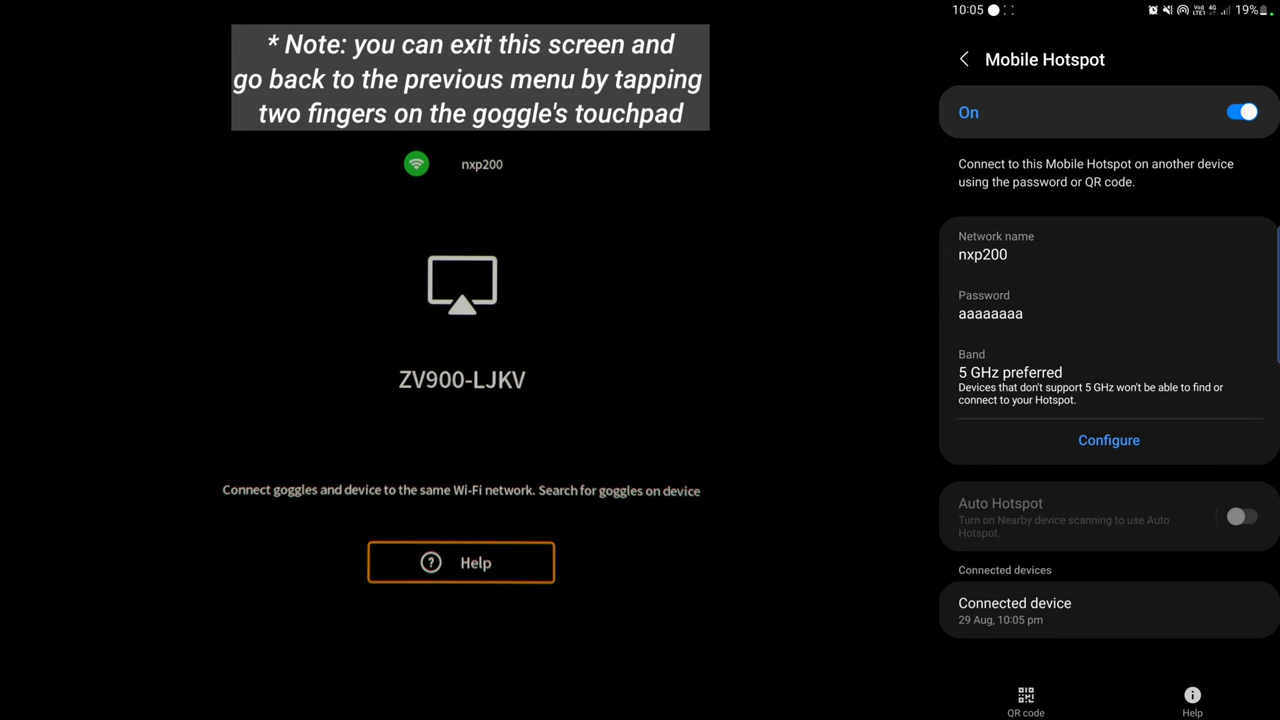 * Note: you can exit this screen and
go back to the previous menu by tapping
two fingers on the goggle's touchpad
nxp200
ZV900-LJKV
Connect goggles and device to the same Wi-Fi network. Search for goggles on device
? Help
10:05
Vo)) LTE1 4G 19%
Mobile Hotspot
On
Connect to this Mobile Hotspot on another device
using the password or QR code.
Network name
nxp200
Password
aaaaaaaa
Band
5 GHz preferred
Devices that don't support 5 GHz won't be able to find or
connect to your Hotspot.
Configure
Auto Hotspot
Turn on Nearby device scanning to use Auto
Hotspot.
Connected devices
Connected device
29 Aug, 10:05 pm
QR code
Help